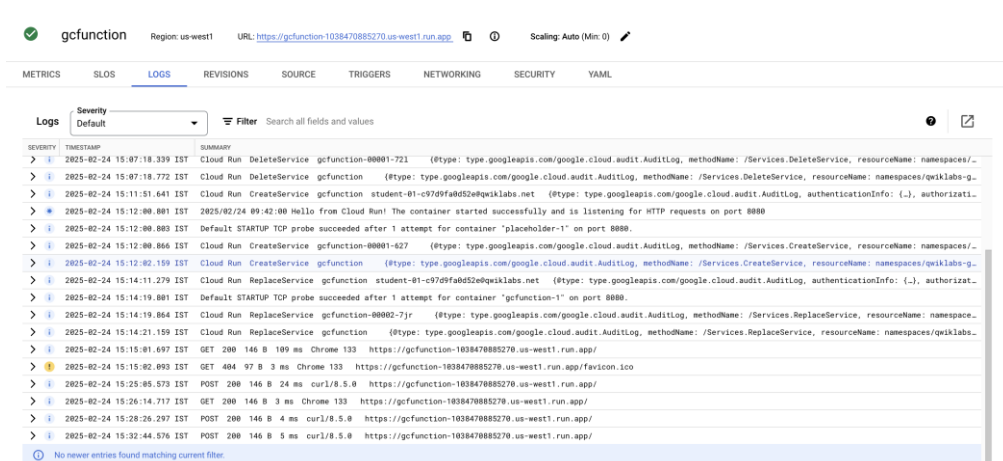 gcfunction Region: us-west1 URL: https://gcfunction-1038470885270.us-west1.run.app Scaling: Auto (Min: 0)
METRICS SLOS LOGS REVISIONS SOURCE TRIGGERS NETWORKING SECURITY YAML
Logs Severity Default Filter Search all fields and values
SEVERITY TIMESTAMP SUMMARY
2025-02-24 15:07:18.339 IST Cloud Run DeleteService gcfunction-00001-72l {@type: type.googleapis.com/google.cloud.audit.AuditLog, methodName: /Services.DeleteService, resourceName: namespaces/…
2025-02-24 15:07:18.772 IST Cloud Run DeleteService gcfunction {@type: type.googleapis.com/google.cloud.audit.AuditLog, methodName: /Services.DeleteService, resourceName: namespaces/qwiklabs-g…
2025-02-24 15:11:51.641 IST Cloud Run CreateService gcfunction student-01-c97d9fa0d52e@qwiklabs.net {@type: type.googleapis.com/google.cloud.audit.AuditLog, authenticationInfo: {…}, authorizati…
2025-02-24 15:12:00.801 IST 2025/02/24 09:42:00 Hello from Cloud Run! The container started successfully and is listening for HTTP requests on port 8080
2025-02-24 15:12:00.803 IST Default STARTUP TCP probe succeeded after 1 attempt for container "placeholder-1" on port 8080.
2025-02-24 15:12:00.866 IST Cloud Run CreateService gcfunction-00001-627 {@type: type.googleapis.com/google.cloud.audit.AuditLog, methodName: /Services.CreateService, resourceName: namespaces/…
2025-02-24 15:12:02.159 IST Cloud Run CreateService gcfunction {@type: type.googleapis.com/google.cloud.audit.AuditLog, methodName: /Services.CreateService, resourceName: namespaces/qwiklabs-g…
2025-02-24 15:14:11.279 IST Cloud Run ReplaceService gcfunction student-01-c97d9fa0d52e@qwiklabs.net {@type: type.googleapis.com/google.cloud.audit.AuditLog, authenticationInfo: {…}, authorizat…
2025-02-24 15:14:19.801 IST Default STARTUP TCP probe succeeded after 1 attempt for container "gcfunction-1" on port 8080.
2025-02-24 15:14:19.864 IST Cloud Run ReplaceService gcfunction-00002-7jr {@type: type.googleapis.com/google.cloud.audit.AuditLog, methodName: /Services.ReplaceService, resourceName: namespace…
2025-02-24 15:14:21.159 IST Cloud Run ReplaceService gcfunction {@type: type.googleapis.com/google.cloud.audit.AuditLog, methodName: /Services.ReplaceService, resourceName: namespaces/qwiklabs…
2025-02-24 15:15:01.697 IST GET 200 146 B 109 ms Chrome 133 https://gcfunction-1038470885270.us-west1.run.app/
2025-02-24 15:15:02.093 IST GET 404 97 B 3 ms Chrome 133 https://gcfunction-1038470885270.us-west1.run.app/favicon.ico
2025-02-24 15:25:05.573 IST POST 200 146 B 24 ms curl/8.5.0 https://gcfunction-1038470885270.us-west1.run.app/
2025-02-24 15:26:14.717 IST GET 200 146 B 3 ms Chrome 133 https://gcfunction-1038470885270.us-west1.run.app/
2025-02-24 15:28:26.297 IST POST 200 146 B 4 ms curl/8.5.0 https://gcfunction-1038470885270.us-west1.run.app/
2025-02-24 15:32:44.576 IST POST 200 146 B 5 ms curl/8.5.0 https://gcfunction-1038470885270.us-west1.run.app/
No newer entries found matching current filter.